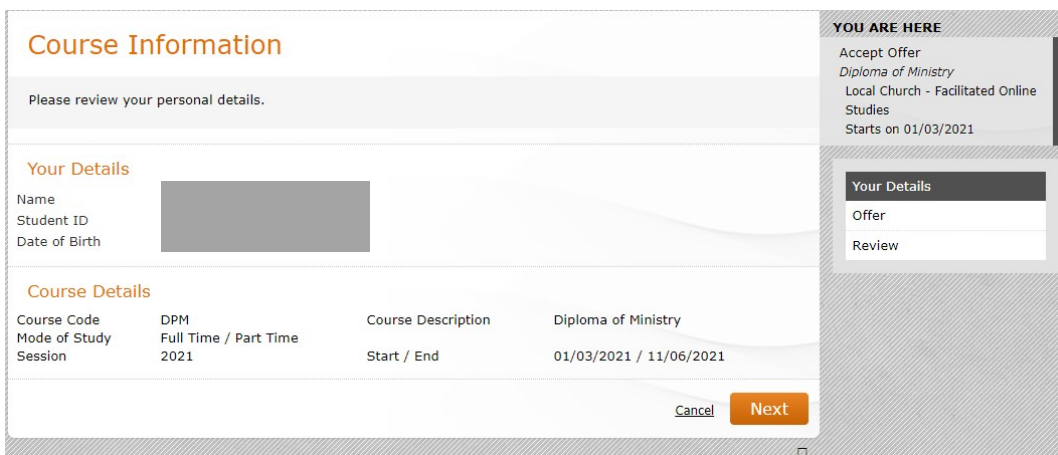 Course Information
Please review your personal details.
Your Details
Name
Student ID
Date of Birth
Course Details
Course Code DPM Course Description Diploma of Ministry
Mode of Study Full Time / Part Time
Session 2021 Start / End 01/03/2021 / 11/06/2021
Cancel Next
YOU ARE HERE
Accept Offer
Diploma of Ministry
Local Church - Facilitated Online
Studies
Starts on 01/03/2021
Your Details
Offer
Review